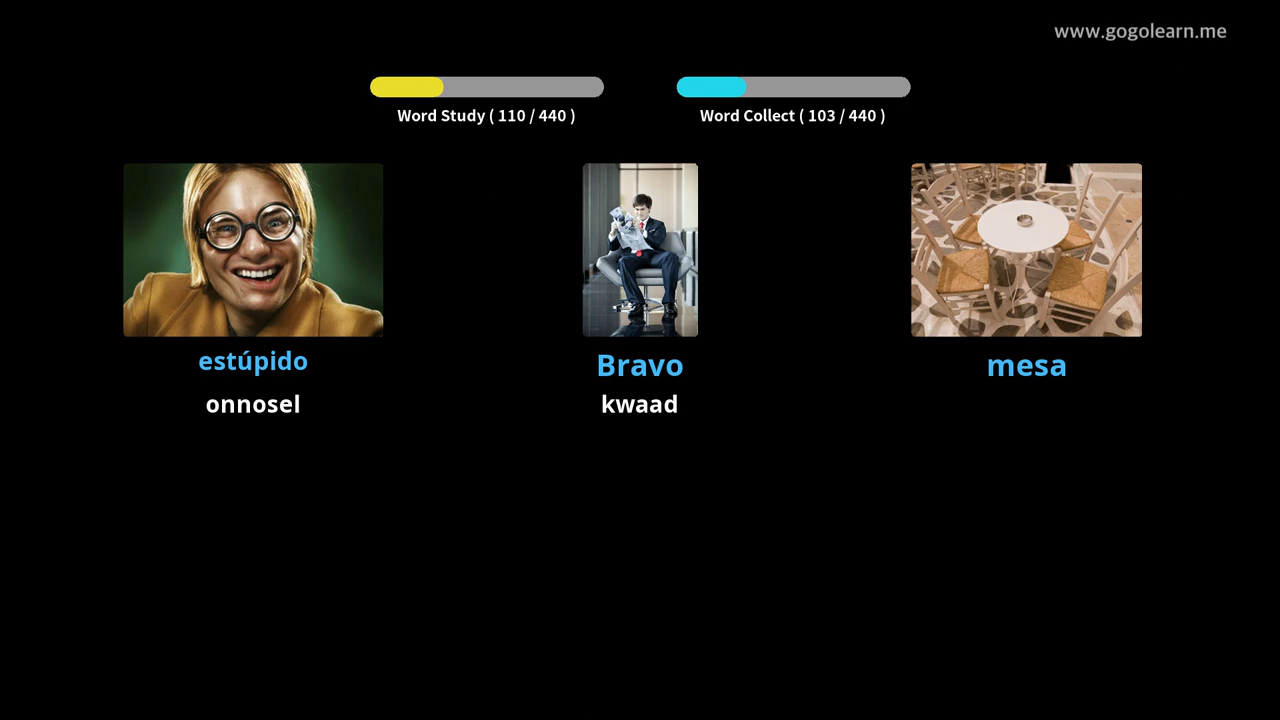 www.gogolearn.me
Word Study ( 110 / 440 )
Word Collect ( 103 / 440 )
estúpido
onnosel
Bravo
kwaad
mesa